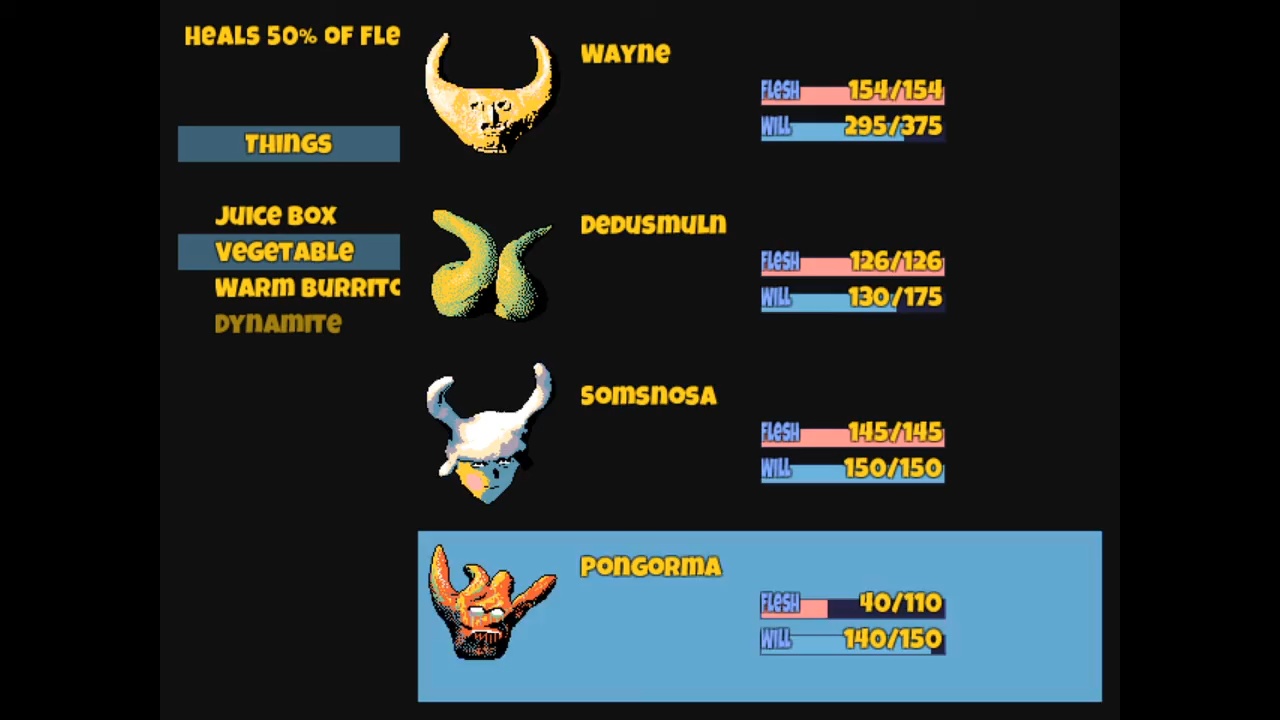 HEALS 50% OF FLE
THINGS
JUICE BOX
VEGETABLE
WARM BURRITO
DYNAMITE
WAYNE
FLESH 154/154
WILL 295/375
DEDUSMULN
FLESH 126/126
WILL 130/175
SOMSNOSA
FLESH 145/145
WILL 150/150
PONGORMA
FLESH 40/110
WILL 140/150